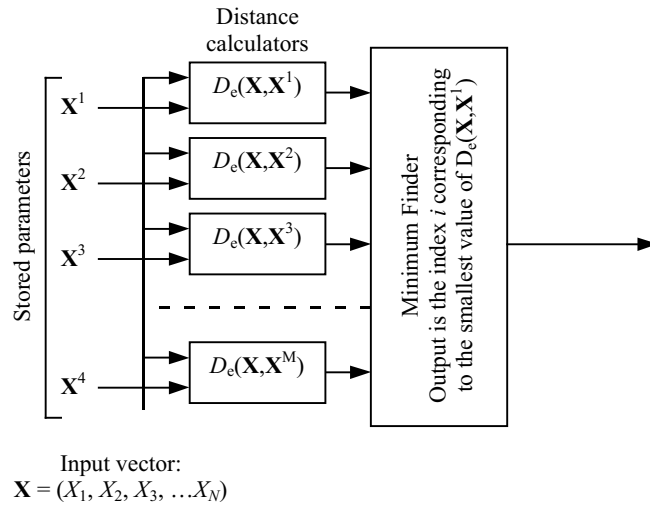 Distance
calculators
Stored parameters
X¹
X²
X³
X⁴
Dₑ(X,X¹)
Dₑ(X,X²)
Dₑ(X,X³)
Dₑ(X,Xᴹ)
Minimum Finder
Output is the index i corresponding
to the smallest value of Dₑ(X,X¹)
Input vector:
X = (X₁, X₂, X₃, …X_N)